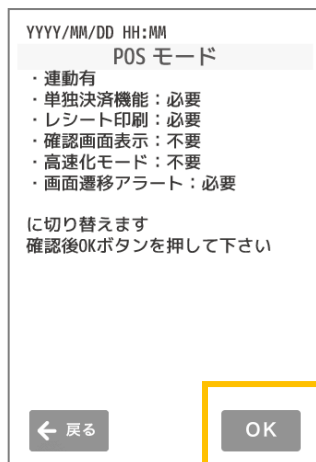 YYYY/MM/DD HH:MM
POS モード
・連動有
・単独決済機能：必要
・レシート印刷：必要
・確認画面表示：不要
・高速化モード：不要
・画面遷移アラート：必要
に切り替えます
確認後OKボタンを押して下さい
← 戻る
OK